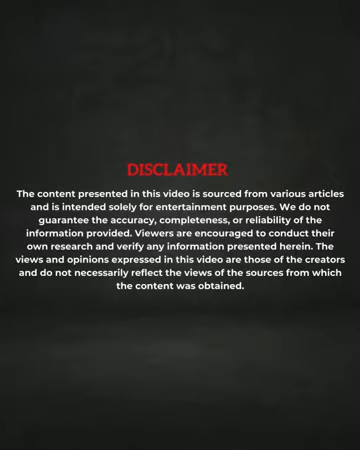 DISCLAIMER
The content presented in this video is sourced from various articles
and is intended solely for entertainment purposes. We do not
guarantee the accuracy, completeness, or reliability of the
information provided. Viewers are encouraged to conduct their
own research and verify any information presented herein. The
views and opinions expressed in this video are those of the creators
and do not necessarily reflect the views of the sources from which
the content was obtained.